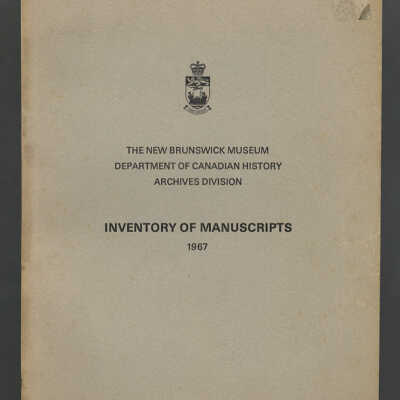 THE NEW BRUNSWICK MUSEUM
DEPARTMENT OF CANADIAN HISTORY
ARCHIVES DIVISION
INVENTORY OF MANUSCRIPTS
1967